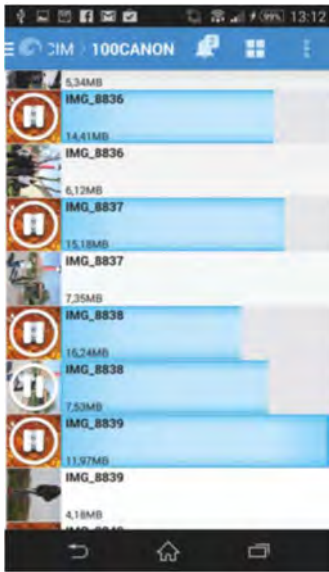 13:12
CIM > 100CANON
5,34MB
IMG_8836
14,41MB
IMG_8836
6,12MB
IMG_8837
15,18MB
IMG_8837
7,35MB
IMG_8838
16,24MB
IMG_8838
7,53MB
IMG_8839
11,97MB
IMG_8839
4,18MB